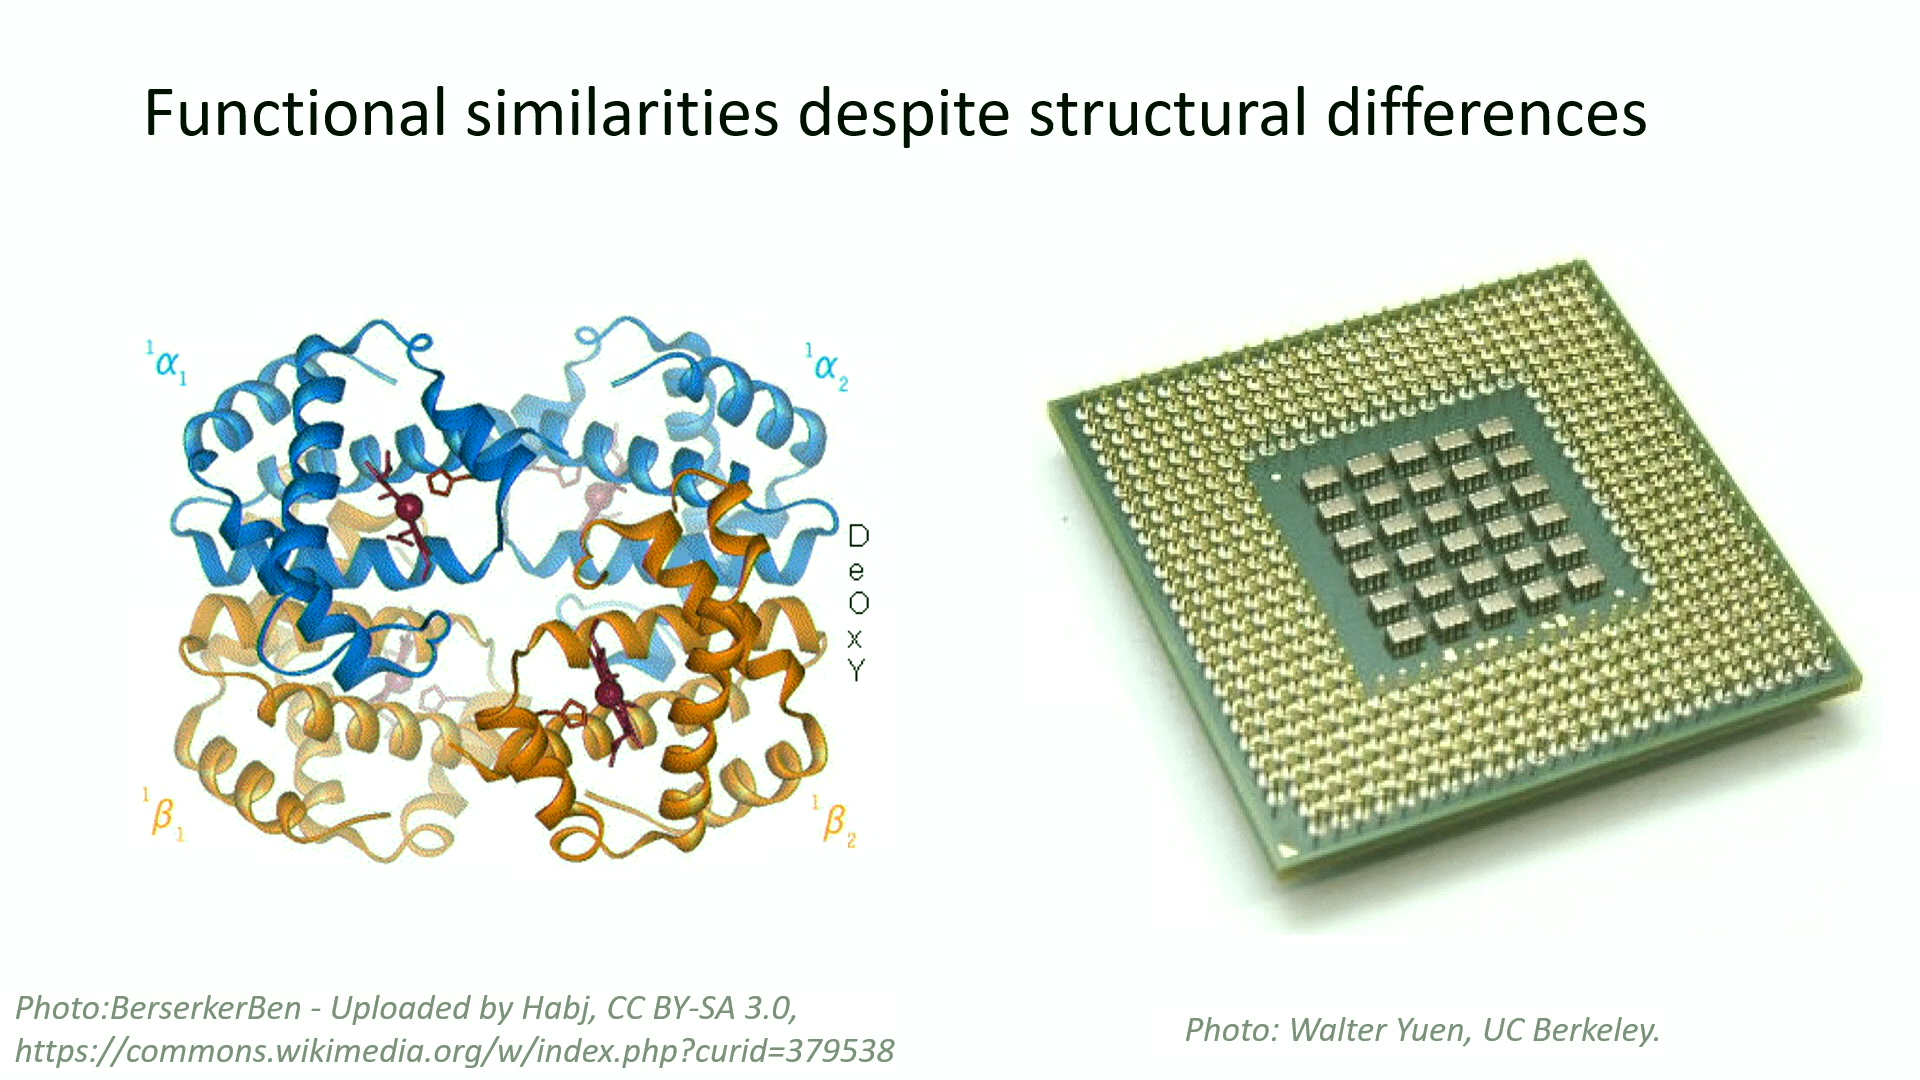 Functional similarities despite structural differences
1α1
1α2
DeOxY
1β1
1β2
Photo:BerserkerBen - Uploaded by Habj, CC BY-SA 3.0,
https://commons.wikimedia.org/w/index.php?curid=379538
Photo: Walter Yuen, UC Berkeley.